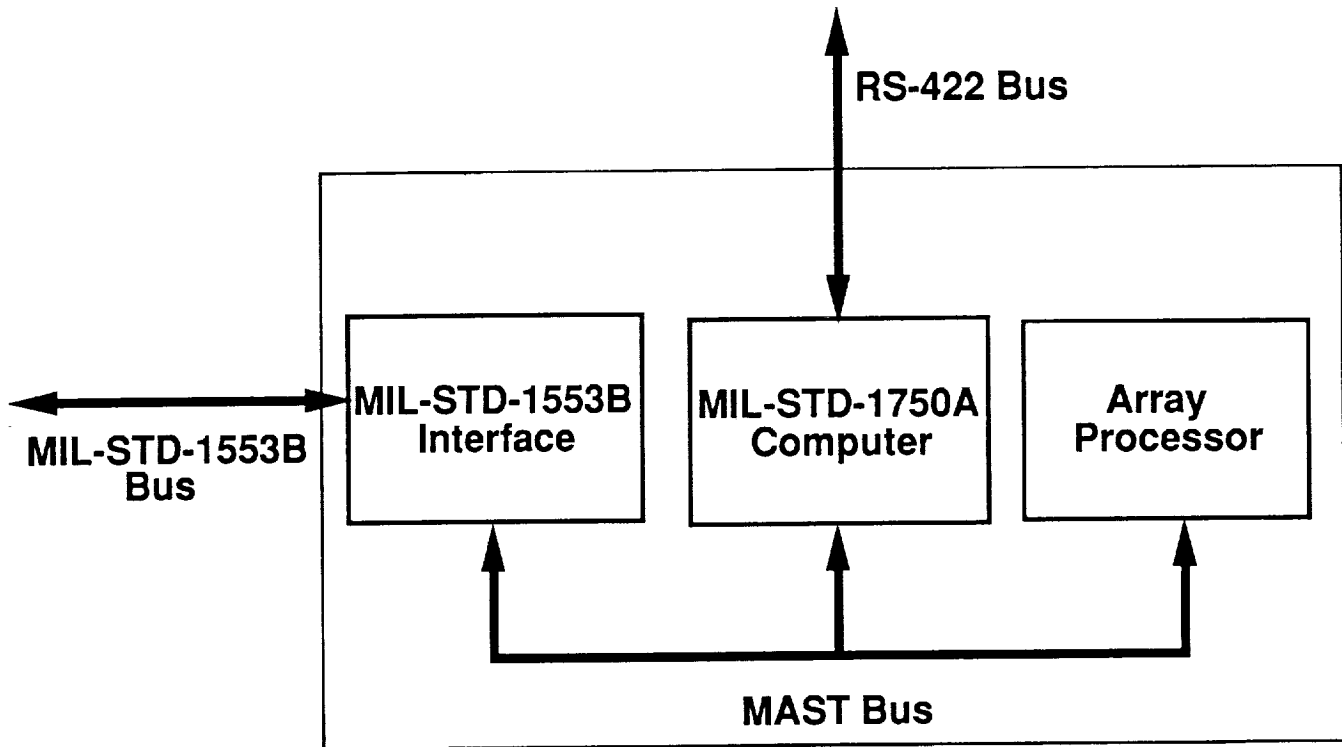 RS-422 Bus
MIL-STD-1553B
Interface
MIL-STD-1750A
Computer
Array
Processor
MIL-STD-1553B
Bus
MAST Bus